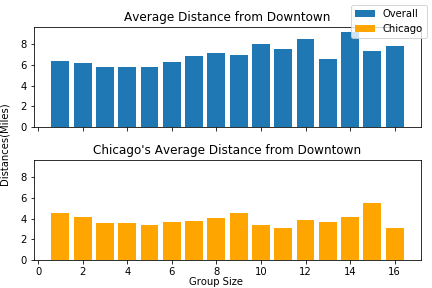 Average Distance from Downtown
Overall
Chicago
8
6
4
2
0
Distances(Miles)
Chicago's Average Distance from Downtown
8
6
4
2
0
0 2 4 6 8 10 12 14 16
Group Size